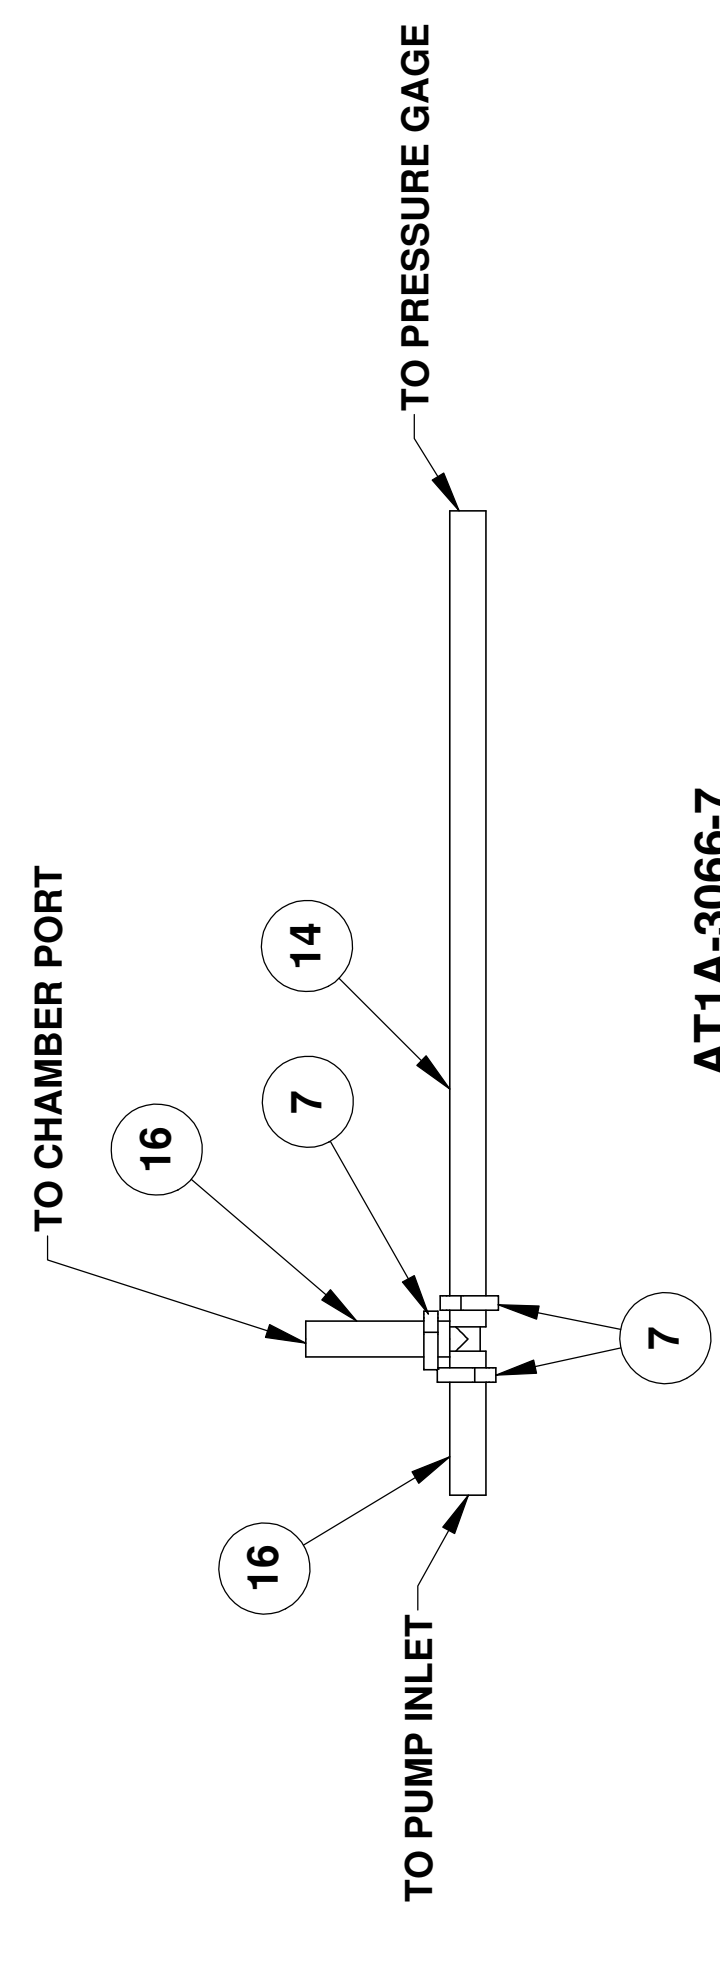 TO CHAMBER PORT
16
7
14
16
TO PUMP INLET
TO PRESSURE GAGE
7
AT1A-3066-7